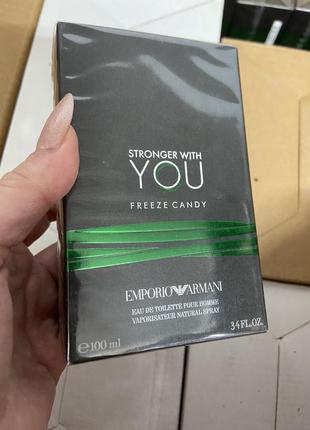 STRONGER WITH
YOU
FREEZE CANDY
EMPORIO ARMANI
EAU DE TOILETTE POUR HOMME
VAPORISATEUR NATURAL SPRAY
℮100 ml 3.4 FL.OZ.